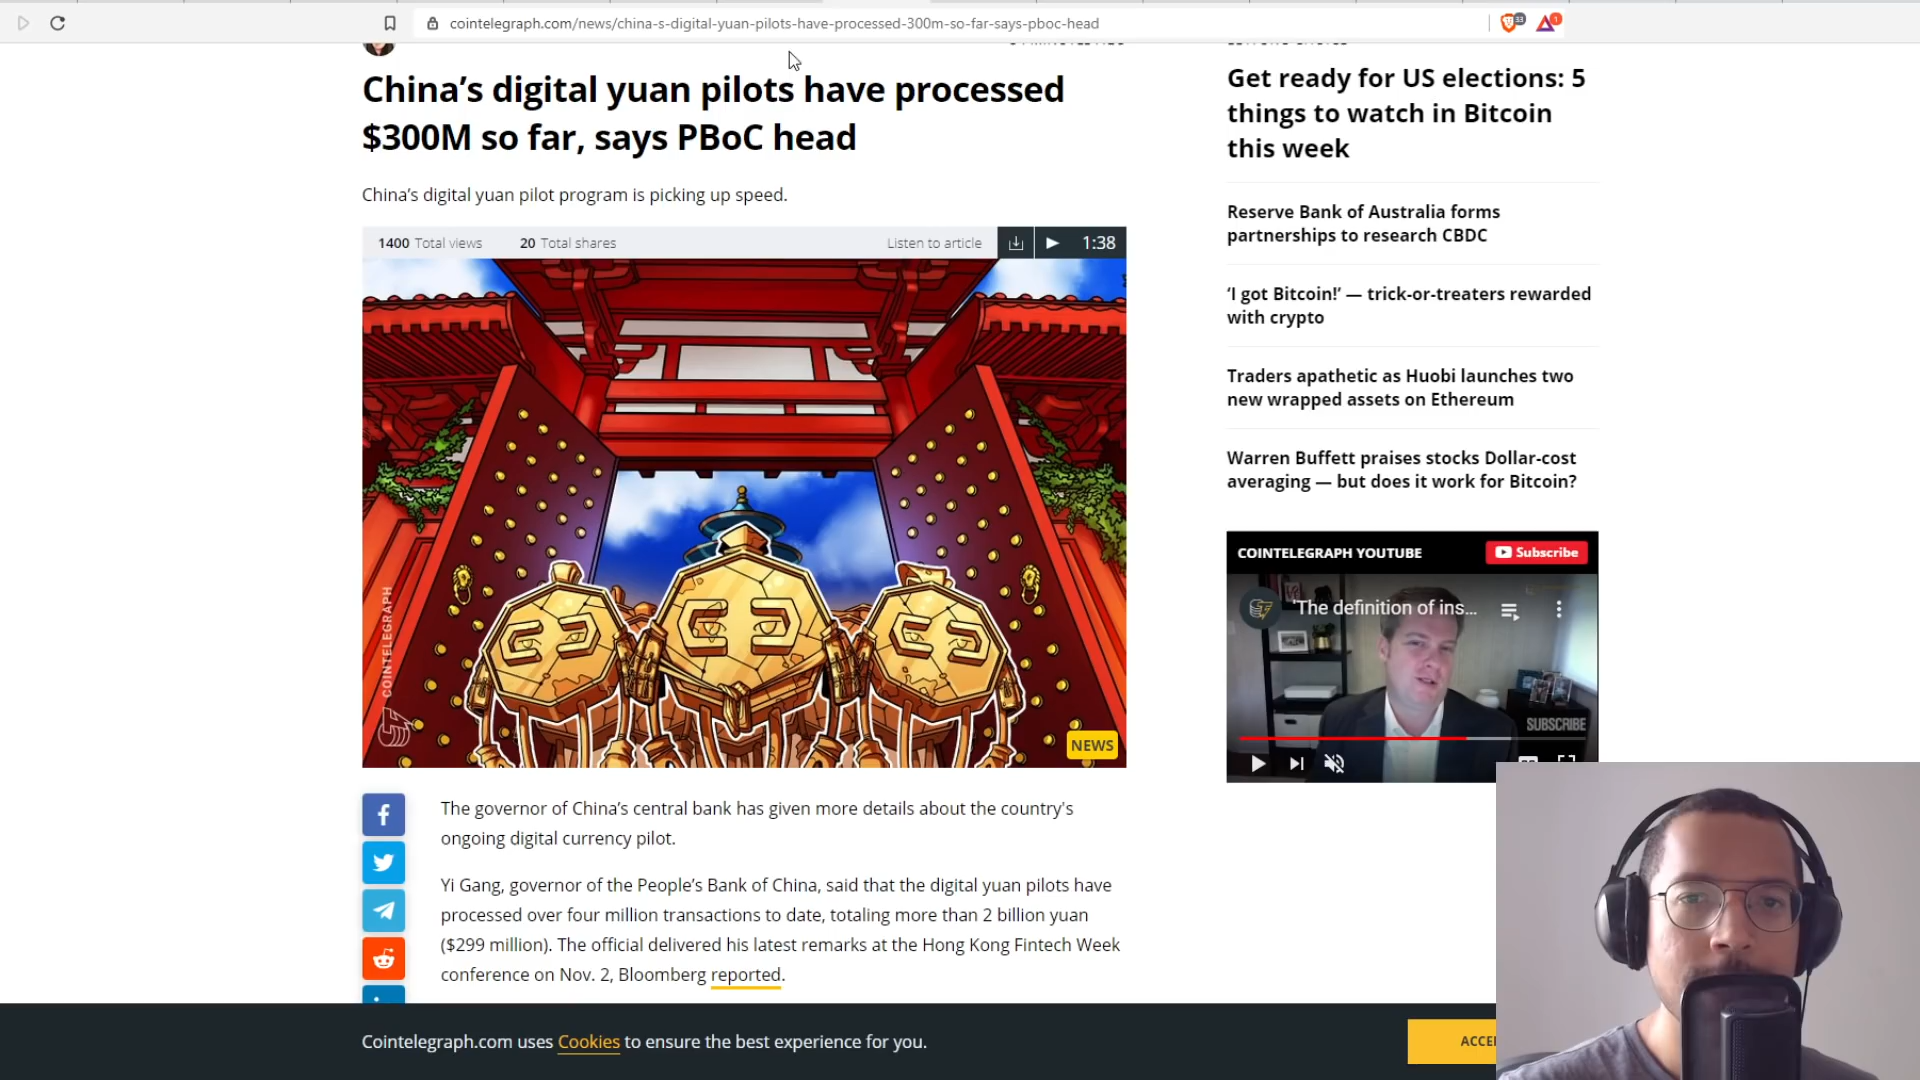 cointelegraph.com/news/china-s-digital-yuan-pilots-have-processed-300m-so-far-says-pboc-head
33
1
China’s digital yuan pilots have processed
$300M so far, says PBoC head
China’s digital yuan pilot program is picking up speed.
1400 Total views
20 Total shares
Listen to article
1:38
COINTELEGRAPH
NEWS
The governor of China’s central bank has given more details about the country's
ongoing digital currency pilot.
Yi Gang, governor of the People’s Bank of China, said that the digital yuan pilots have
processed over four million transactions to date, totaling more than 2 billion yuan
($299 million). The official delivered his latest remarks at the Hong Kong Fintech Week
conference on Nov. 2, Bloomberg reported.
Get ready for US elections: 5
things to watch in Bitcoin
this week
Reserve Bank of Australia forms
partnerships to research CBDC
‘I got Bitcoin!’ — trick-or-treaters rewarded
with crypto
Traders apathetic as Huobi launches two
new wrapped assets on Ethereum
Warren Buffett praises stocks Dollar-cost
averaging — but does it work for Bitcoin?
COINTELEGRAPH YOUTUBE
Subscribe
'The definition of ins...
SUBSCRIBE
Cointelegraph.com uses Cookies to ensure the best experience for you.